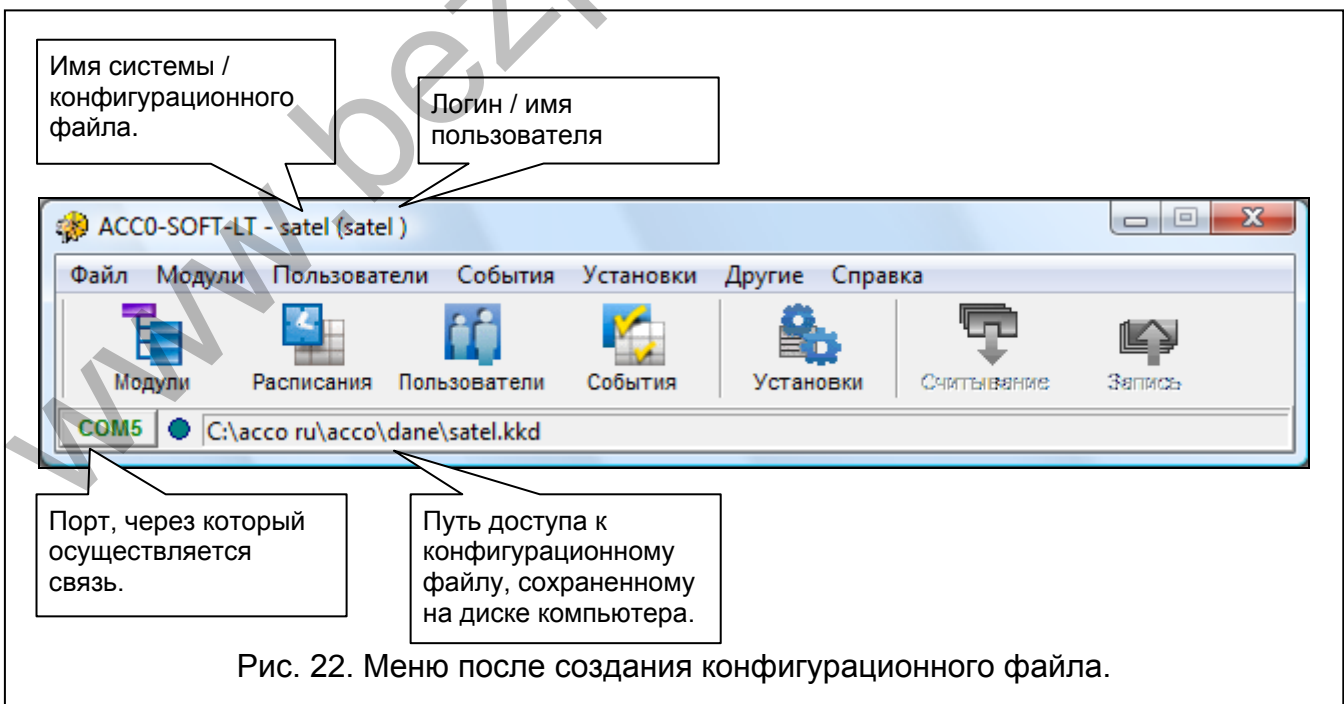 Имя системы /
конфигурационного
файла.
Логин / имя
пользователя
ACC0-SOFT-LT - satel (satel )
Файл Модули Пользователи События Установки Другие Справка
Модули Расписания Пользователи События Установки Считывание Запись
COM5 C:\acco ru\acco\dane\satel.kkd
Порт, через который
осуществляется
связь.
Путь доступа к
конфигурационному
файлу, сохраненному
на диске компьютера.
Рис. 22. Меню после создания конфигурационного файла.